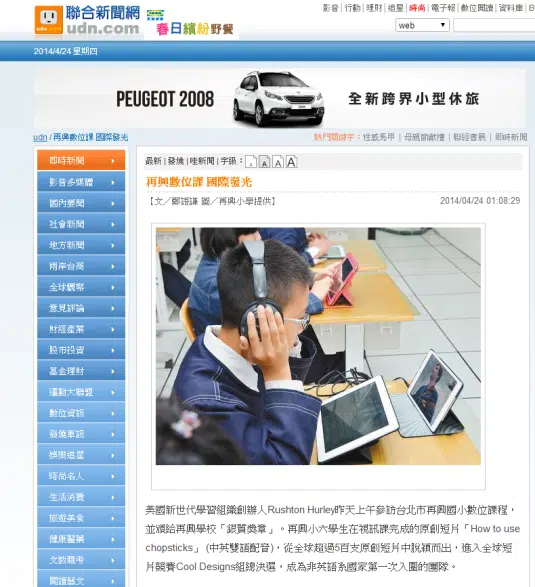 聯合新聞網
udn.com
春日繽紛野餐
影音 | 行動 | 理財 | 追星 | 時尚 | 電子報 | 數位閱讀 | 資料庫
web
2014/4/24 星期四
PEUGEOT 2008
全新跨界小型休旅
udn / 再興數位課 國際發光
熱門關鍵字：性感馬甲 | 母親節獻禮 | 聯經書展 | 即時新聞
即時新聞
影音多媒體
國內要聞
社會新聞
地方新聞
兩岸台商
全球觀察
意見評論
財經產業
股市投資
基金理財
運動大聯盟
數位資訊
發燒車訊
娛樂追星
時尚名人
生活消費
旅遊美食
健康醫藥
文教職考
閱讀藝文
最新 | 發燒 | 哇新聞 | 字級：A A A A
再興數位課 國際發光
【文／鄭語謙 圖／再興小學提供】
2014/04/24 01:08:29
美國新世代學習組織創辦人Rushton Hurley昨天上午參訪台北市再興國小數位課程，
並頒給再興學校「銀質獎章」。再興小六學生在視訊課完成的原創短片「How to use
chopsticks」 (中英雙語配音)，從全球超過5百支原創短片中脫穎而出，進入全球短
片競賽Cool Designs組總決選，成為非英語系國家第一次入圍的團隊。